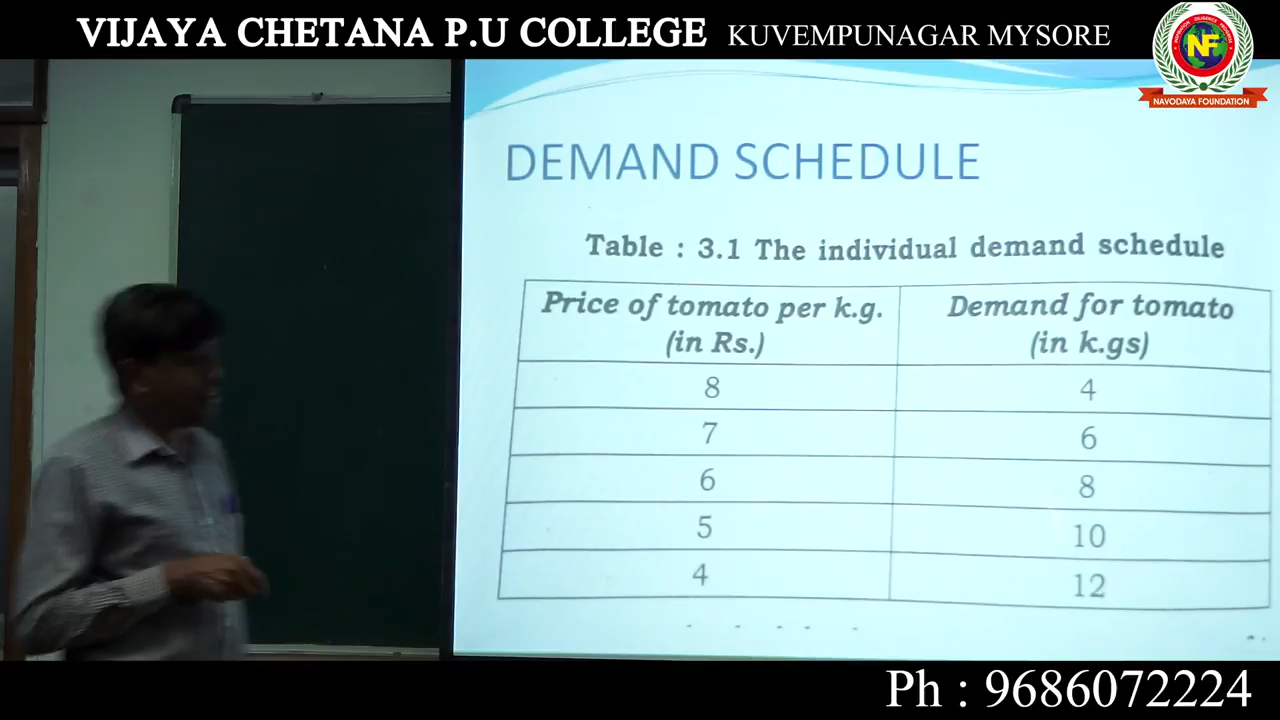 VIJAYA CHETANA P.U COLLEGE KUVEMPUNAGAR MYSORE
NF
NAVODAYA FOUNDATION
DEMAND SCHEDULE
Table : 3.1 The individual demand schedule
Price of tomato per k.g. (in Rs.) Demand for tomato (in k.gs)
8 4
7 6
6 8
5 10
4 12
Ph : 9686072224